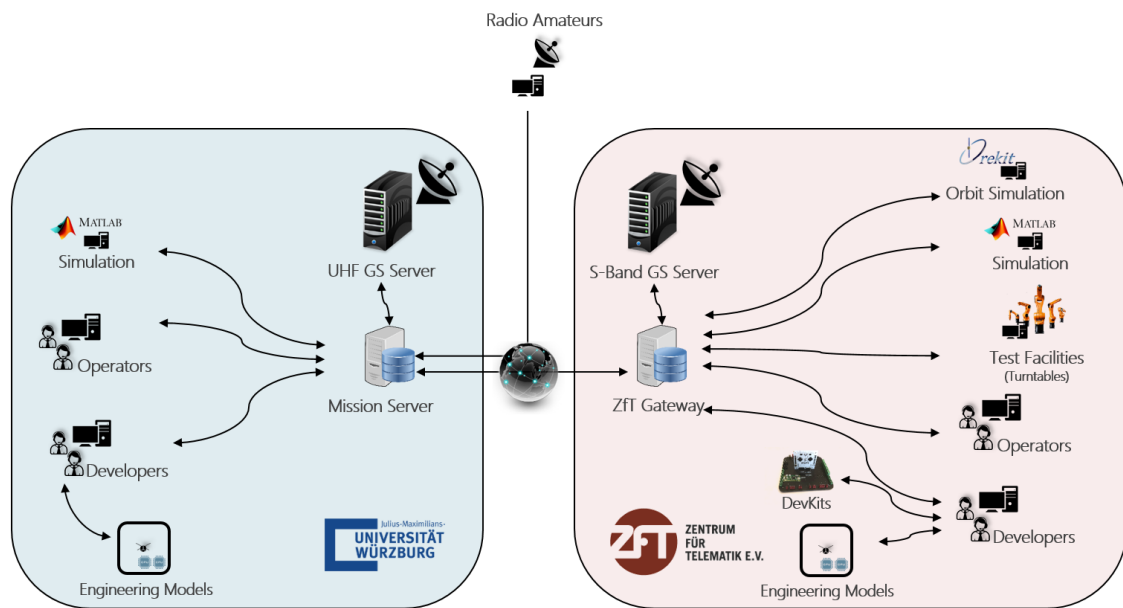 Radio Amateurs
MATLAB
Simulation
UHF GS Server
Operators
Mission Server
Developers
Engineering Models
Julius-Maximilians-
UNIVERSITÄT
WÜRZBURG
Orekit
Orbit Simulation
S-Band GS Server
MATLAB
Simulation
Test Facilities
(Turntables)
ZfT Gateway
Operators
DevKits
Developers
ZFT
ZENTRUM
FÜR
TELEMATIK E.V.
Engineering Models